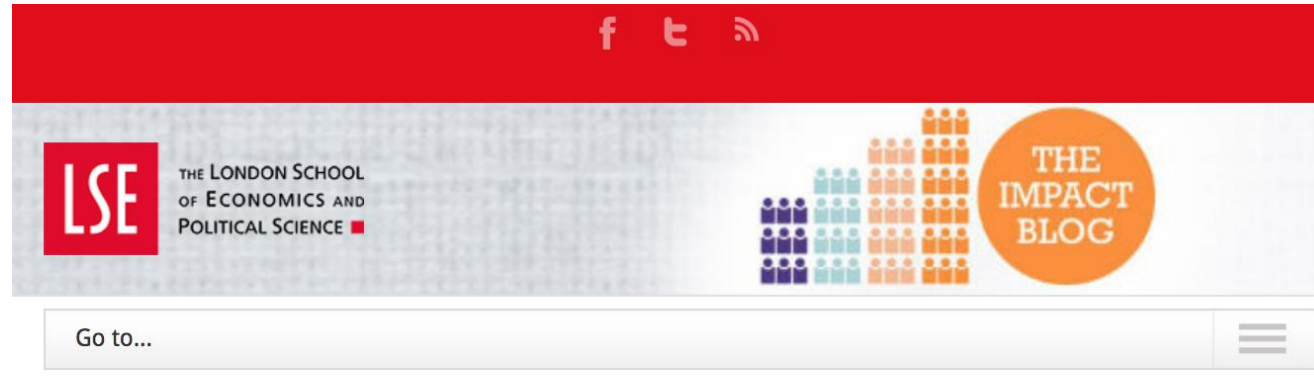 LSE
THE LONDON SCHOOL
OF ECONOMICS AND
POLITICAL SCIENCE
THE
IMPACT
BLOG
Go to...